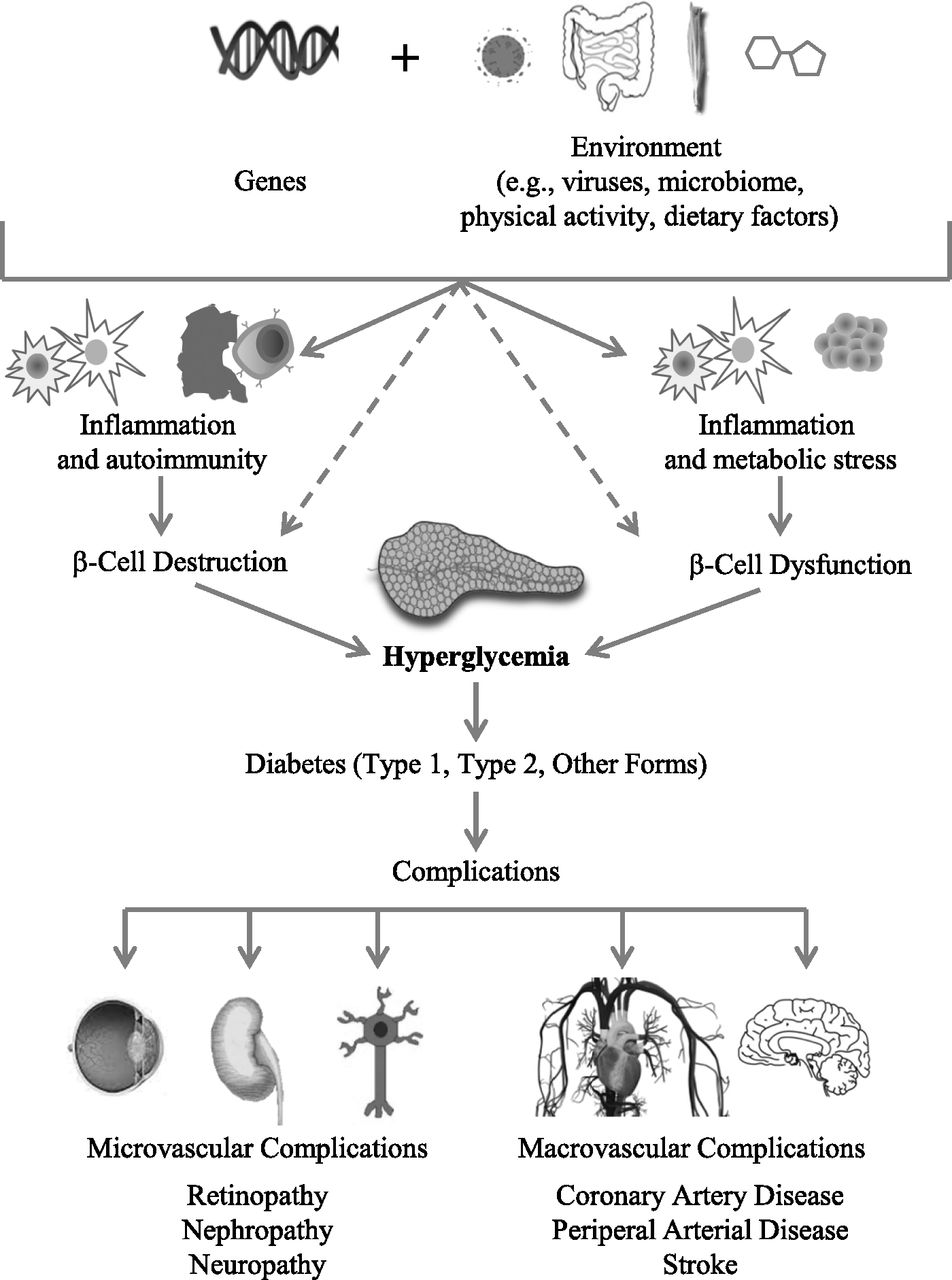 +
Genes
Environment
(e.g., viruses, microbiome,
physical activity, dietary factors)
Inflammation
and autoimmunity
Inflammation
and metabolic stress
β-Cell Destruction
β-Cell Dysfunction
Hyperglycemia
Diabetes (Type 1, Type 2, Other Forms)
Complications
Microvascular Complications
Retinopathy
Nephropathy
Neuropathy
Macrovascular Complications
Coronary Artery Disease
Periperal Arterial Disease
Stroke